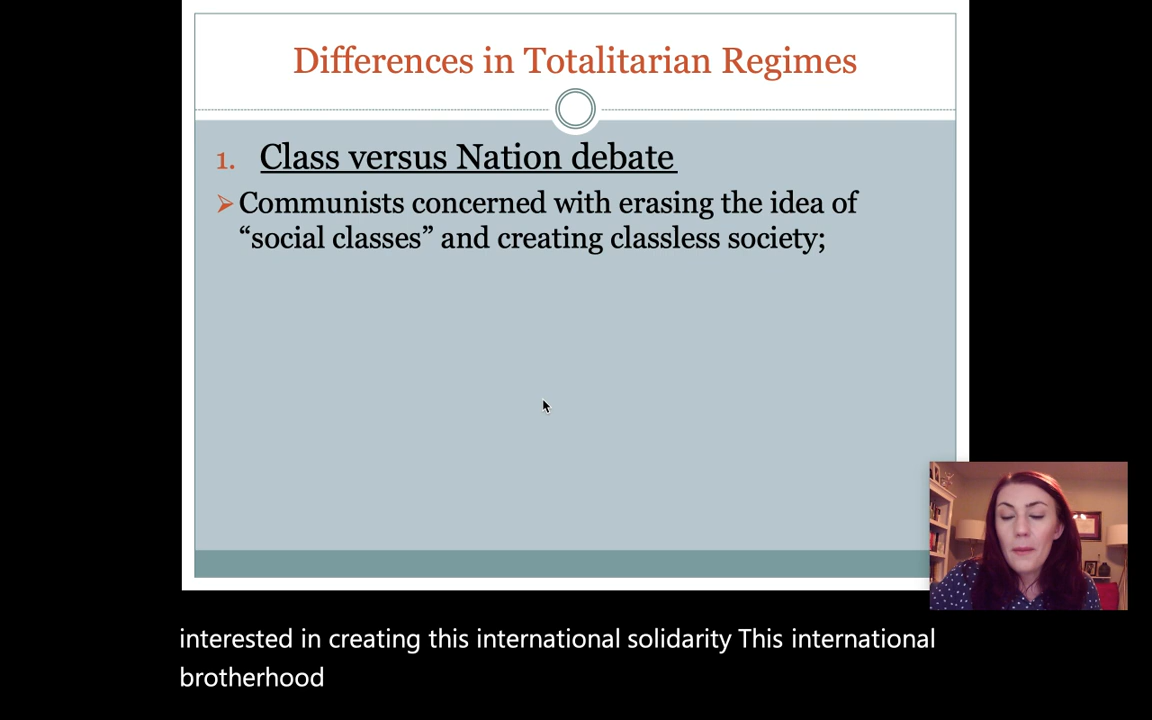 Differences in Totalitarian Regimes
1. Class versus Nation debate
➢ Communists concerned with erasing the idea of
“social classes” and creating classless society;
interested in creating this international solidarity This international
brotherhood